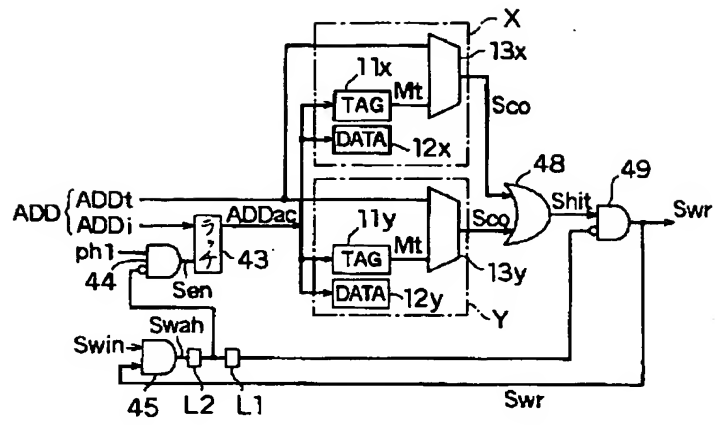 X
11x
13x
Mt
TAG
Sco
DATA
12x
48
49
ADD
ADDt
ADDi
ADDac
Shit
Swr
ph1
44
ラッチ
43
Sen
11y
Mt
Sco
TAG
13y
DATA
12y
Y
Swin
Swah
45
L2
L1
Swr